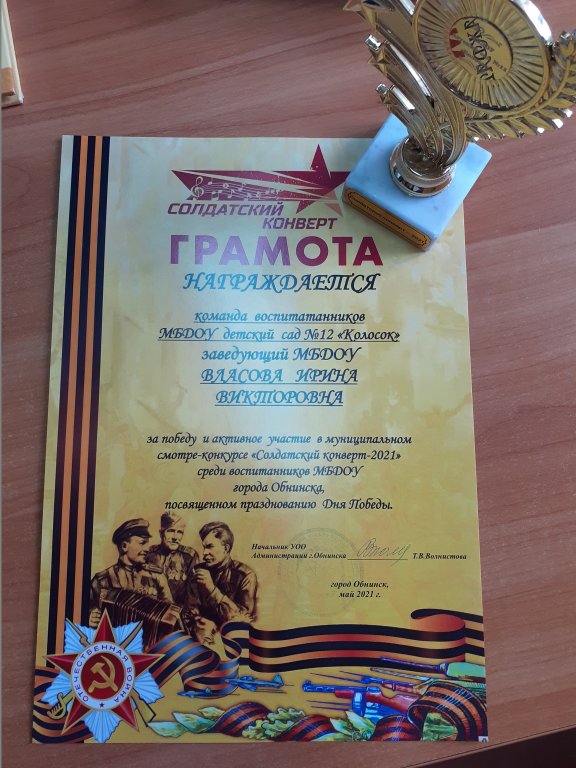 СОЛДАТСКИЙ
КОНВЕРТ
ГРАМОТА
НАГРАЖДАЕТСЯ
команда воспитатанников
МБДОУ детский сад №12 «Колосок»
заведующий МБДОУ
ВЛАСОВА ИРИНА
ВИКТОРОВНА
за победу и активное участие в муниципальном
смотре-конкурсе «Солдатский конверт-2021»
среди воспитанников МБДОУ
города Обнинска,
посвященном празднованию Дня Победы.
Начальник УОО
Администраций г.Обнинска
Т.В.Волнистова
город Обнинск,
май 2021 г.
ОТЕЧЕСТВЕННАЯ ВОЙНА